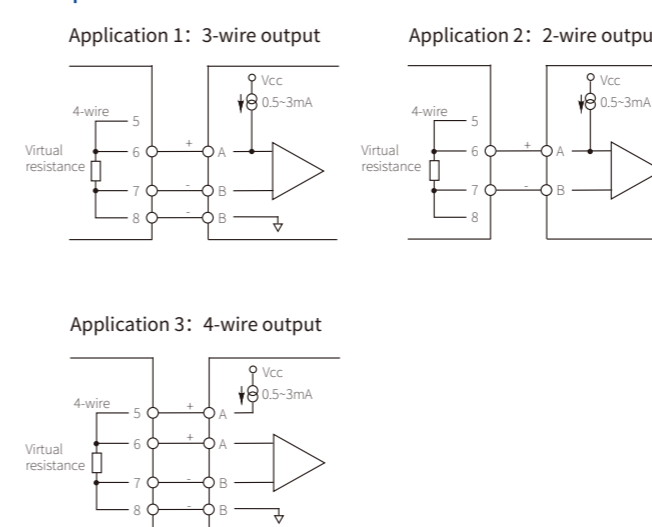 Application 1：3-wire output
Vcc
0.5~3mA
4-wire
5
Virtual
resistance
6
+
A
7
-
B
8
-
B
Application 2：2-wire outpu
Vcc
0.5~3mA
4-wire
5
Virtual
resistance
6
+
A
7
-
B
8
Application 3：4-wire output
Vcc
0.5~3mA
4-wire
5
+
A
6
+
A
Virtual
resistance
7
-
B
8
-
B